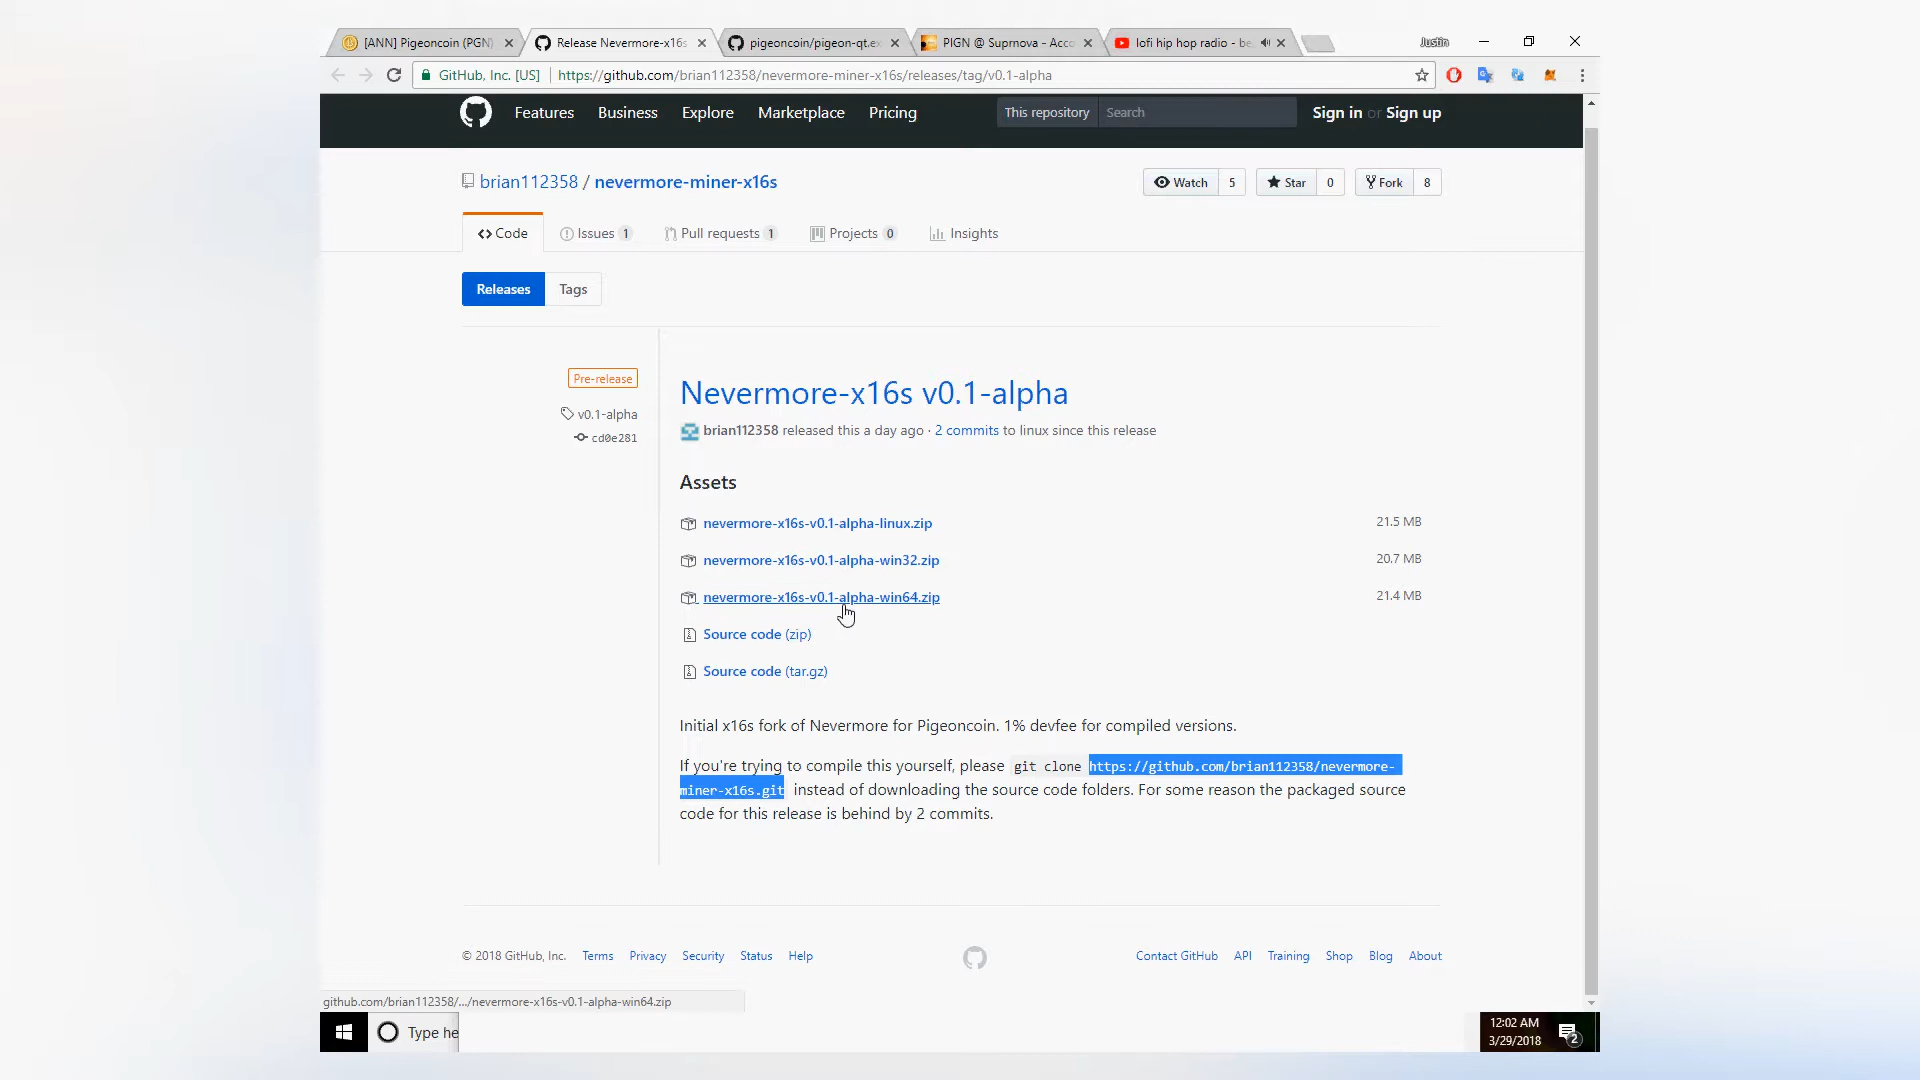 [ANN] Pigeoncoin (PGN) Release Nevermore-x16s pigeoncoin/pigeon-qt.ex PIGN @ Suprnova - Acco lofi hip hop radio - be Justin
GitHub, Inc. [US] https://github.com/brian112358/nevermore-miner-x16s/releases/tag/v0.1-alpha
Features Business Explore Marketplace Pricing This repository Search Sign in or Sign up
brian112358 / nevermore-miner-x16s Watch 5 Star 0 Fork 8
Code Issues 1 Pull requests 1 Projects 0 Insights
Releases Tags
Pre-release
v0.1-alpha
cd0e281
Nevermore-x16s v0.1-alpha
brian112358 released this a day ago · 2 commits to linux since this release
Assets
nevermore-x16s-v0.1-alpha-linux.zip 21.5 MB
nevermore-x16s-v0.1-alpha-win32.zip 20.7 MB
nevermore-x16s-v0.1-alpha-win64.zip 21.4 MB
Source code (zip)
Source code (tar.gz)
Initial x16s fork of Nevermore for Pigeoncoin. 1% devfee for compiled versions.
If you're trying to compile this yourself, please git clone https://github.com/brian112358/nevermore-
miner-x16s.git instead of downloading the source code folders. For some reason the packaged source
code for this release is behind by 2 commits.
© 2018 GitHub, Inc. Terms Privacy Security Status Help Contact GitHub API Training Shop Blog About
github.com/brian112358/.../nevermore-x16s-v0.1-alpha-win64.zip
Type he
12:02 AM
3/29/2018
2